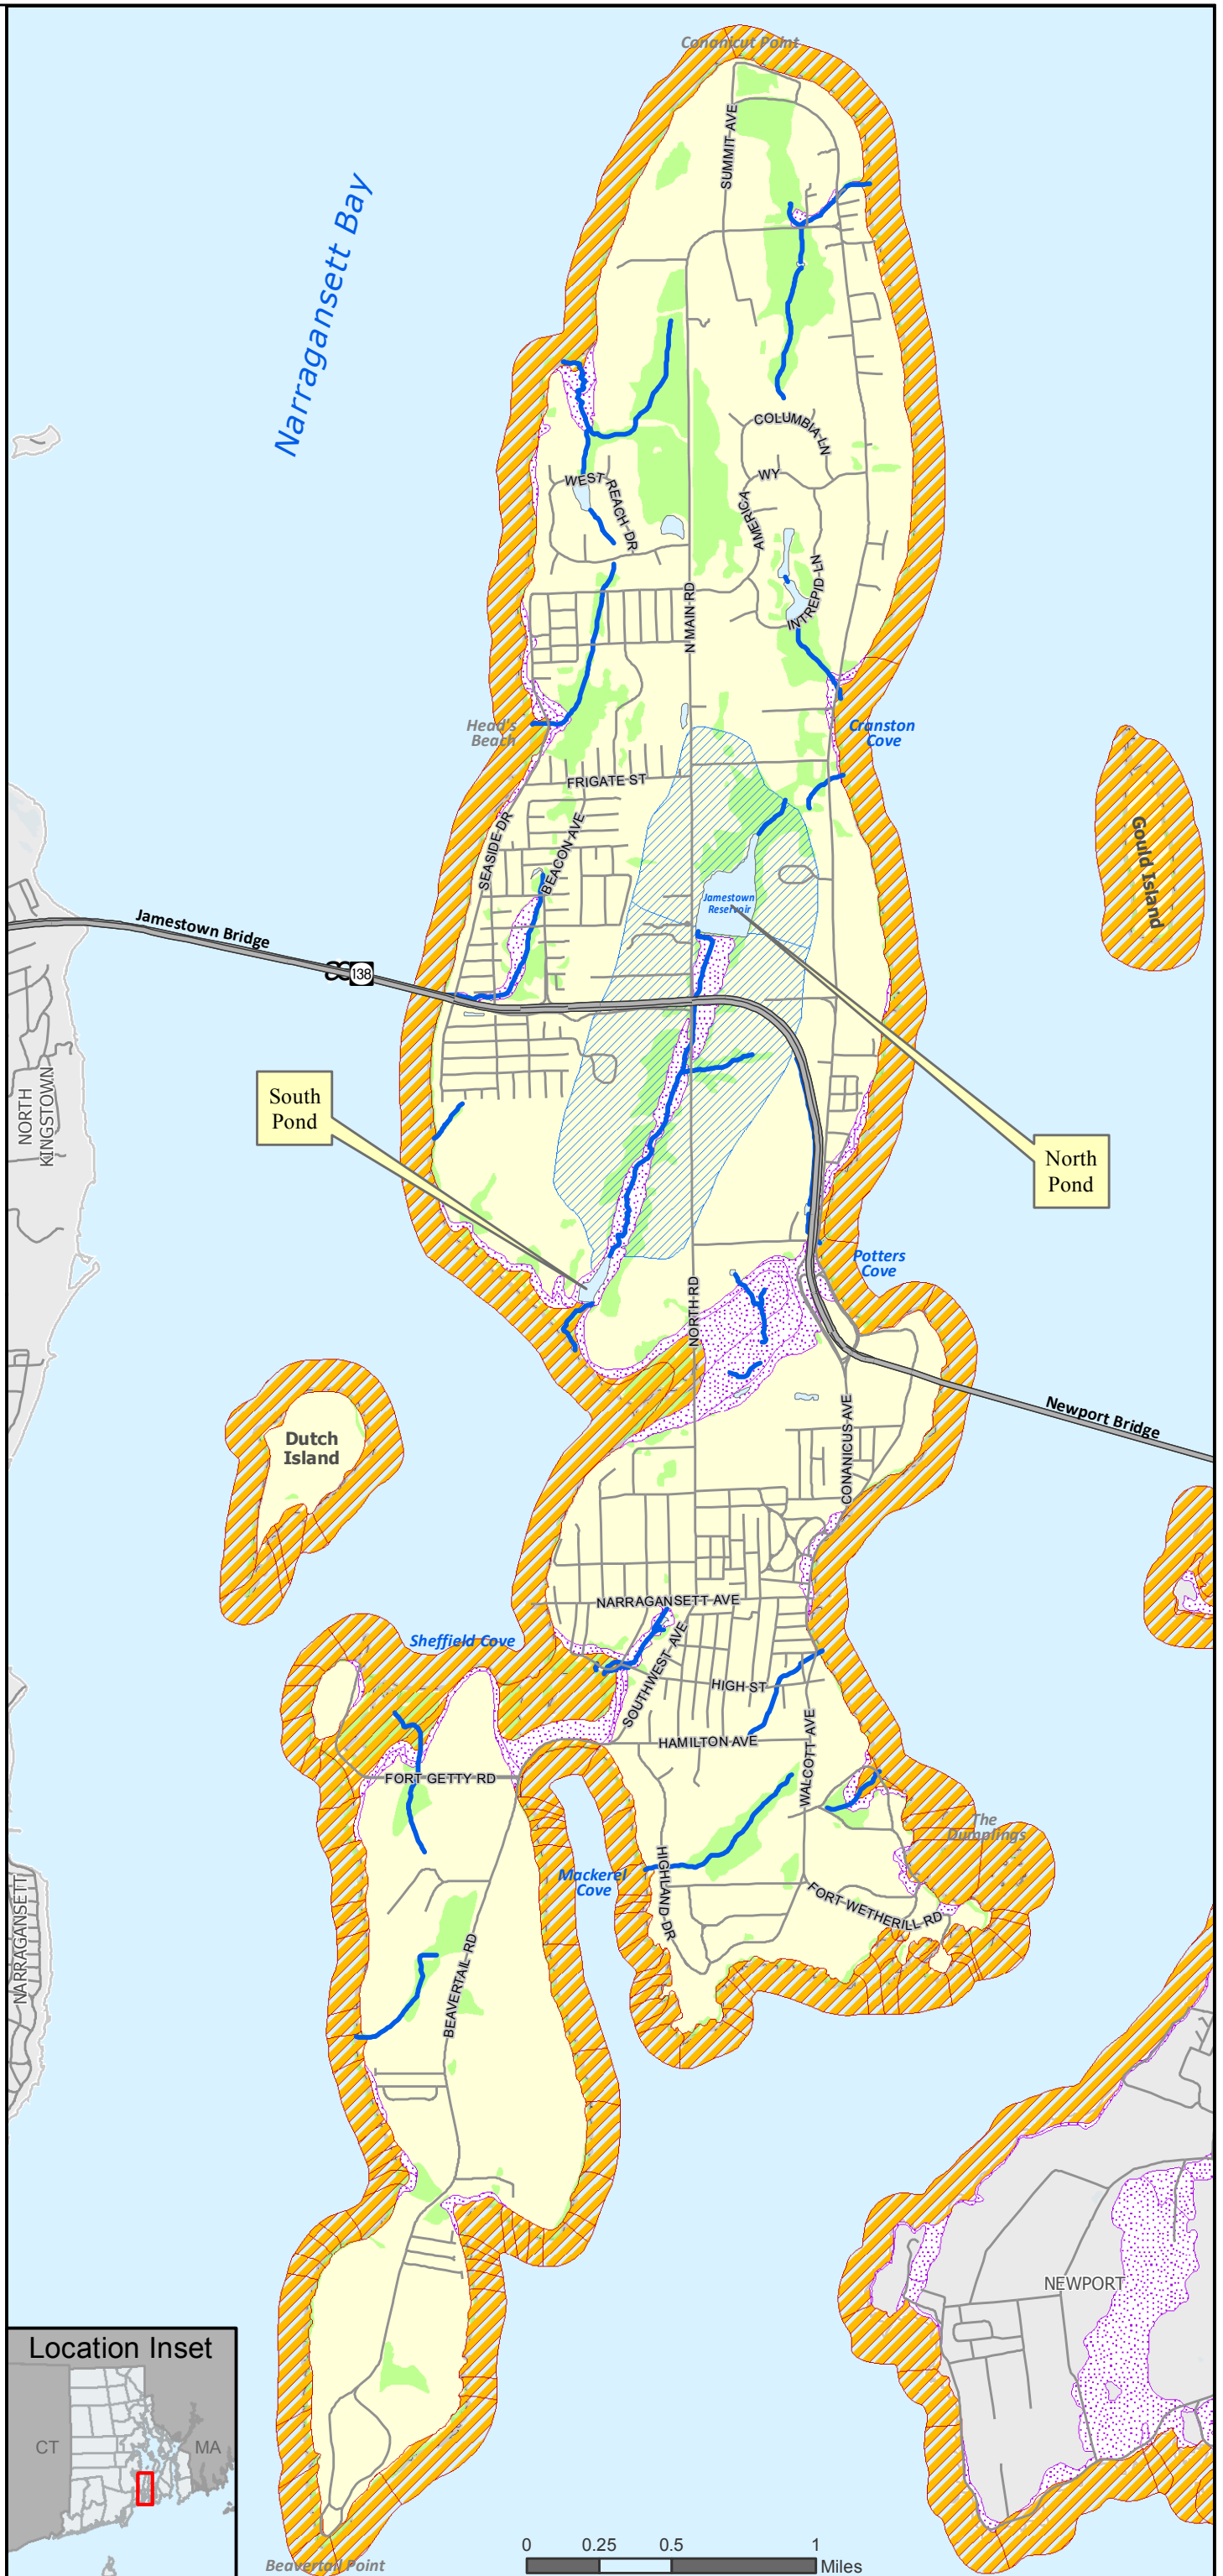 Conanicut Point
SUMMIT AVE
Narragansett Bay
COLUMBIA LN
WEST REACH DR
AMERICA WY
INTREPID LN
N MAIN RD
Head's
Beach
Cranston
Cove
FRIGATE ST
SEASIDE DR
BEACON AVE
Gould Island
Jamestown
Reservoir
Jamestown Bridge
138
NORTH
KINGSTOWN
South
Pond
North
Pond
Potters
Cove
NORTH RD
Newport Bridge
CONANICUS AVE
Dutch
Island
NARRAGANSETT AVE
Sheffield Cove
SOUTHWEST AVE
HIGH ST
HAMILTON AVE
WALCOTT AVE
FORT GETTY RD
The
Dumplings
Mackerel
Cove
HIGHLAND DR
FORT WETHERILL RD
NARRAGANSETT
BEAVERTAIL RD
NEWPORT
Location Inset
CT
MA
Beavertail Point
0 0.25 0.5 1
Miles